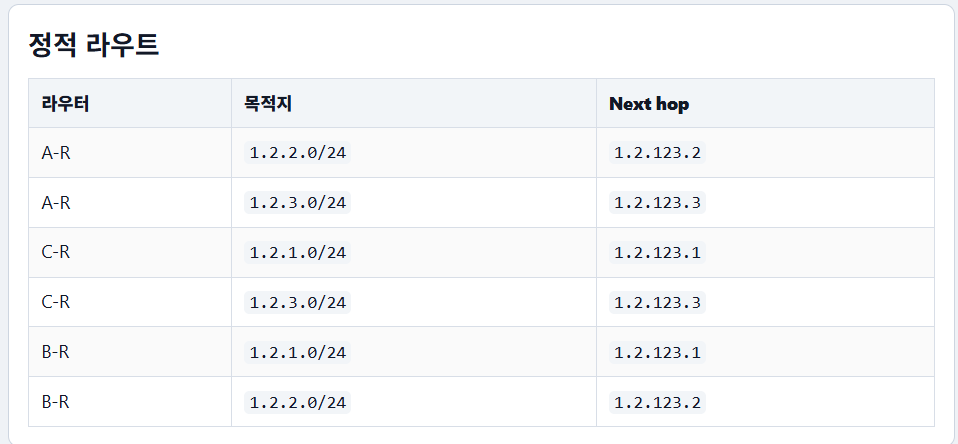 정적 라우트
라우터 목적지 Next hop
A-R 1.2.2.0/24 1.2.123.2
A-R 1.2.3.0/24 1.2.123.3
C-R 1.2.1.0/24 1.2.123.1
C-R 1.2.3.0/24 1.2.123.3
B-R 1.2.1.0/24 1.2.123.1
B-R 1.2.2.0/24 1.2.123.2